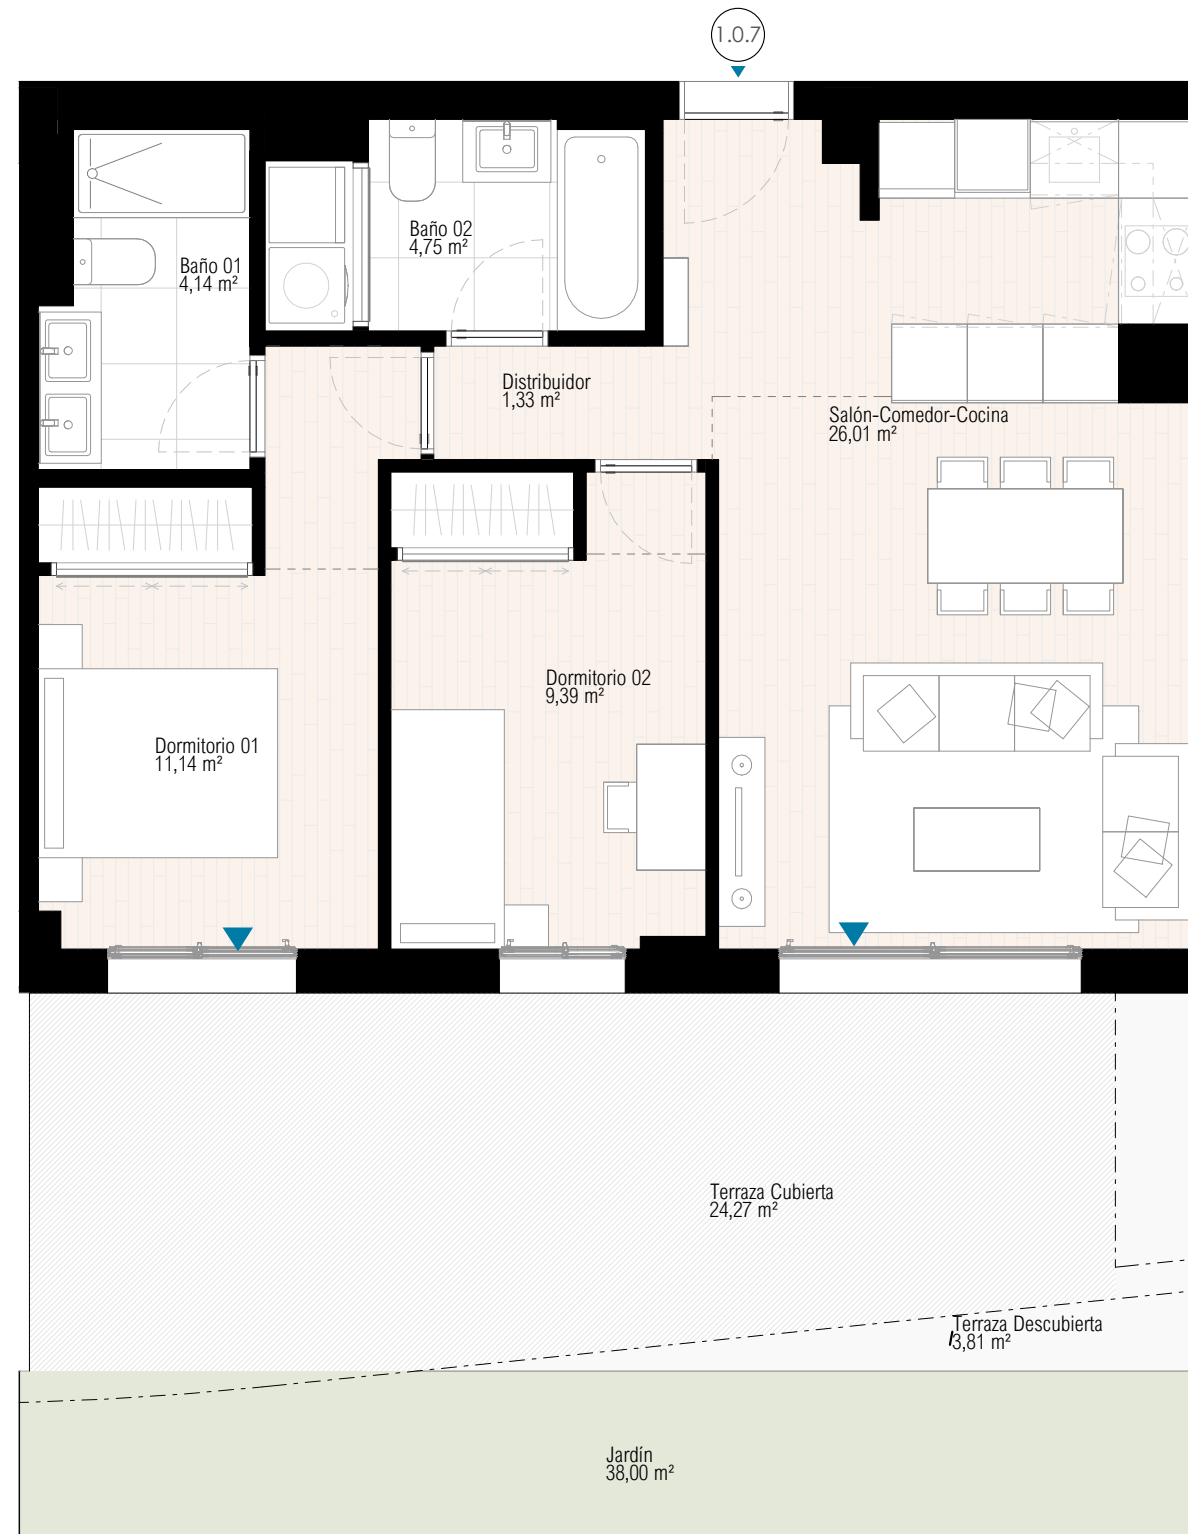 1.0.7
Baño 02
4,75 m²
Baño 01
4,14 m²
Distribuidor
1,33 m²
Salón-Comedor-Cocina
26,01 m²
Dormitorio 02
9,39 m²
Dormitorio 01
11,14 m²
Terraza Cubierta
24,27 m²
Terraza Descubierta
3,81 m²
Jardín
38,00 m²